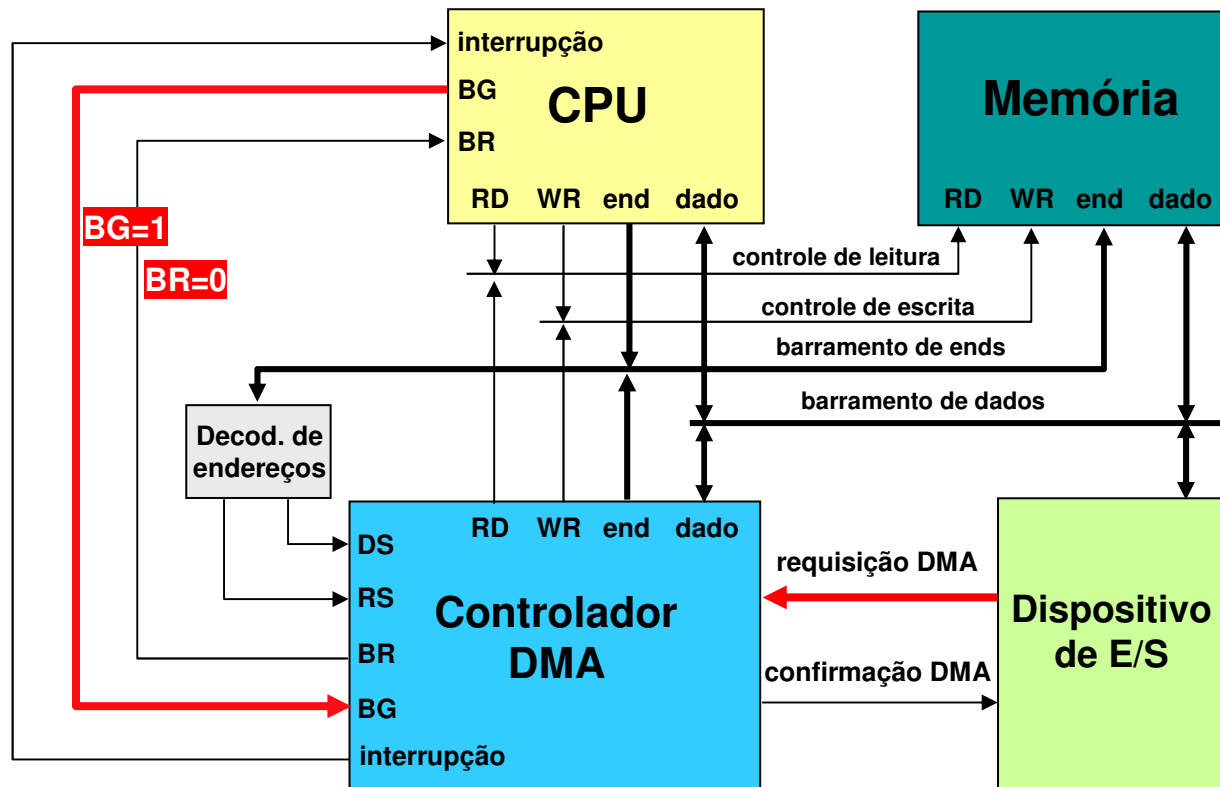 interrupção
BG
CPU
BR
RD WR end dado
Memória
RD WR end dado
BG=1
BR=0
controle de leitura
controle de escrita
barramento de ends
barramento de dados
Decod. de
endereços
RD WR end dado
DS
RS
BR
BG
interrupção
Controlador
DMA
requisição DMA
confirmação DMA
Dispositivo
de E/S